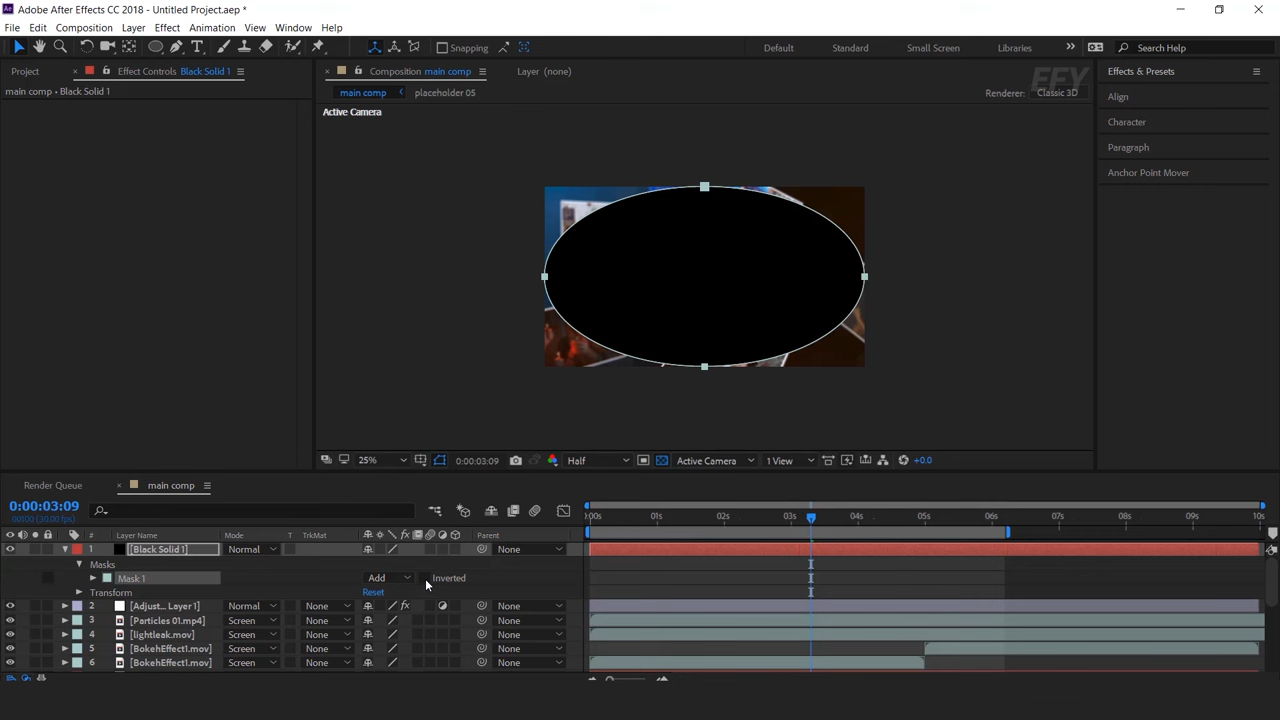 Adobe After Effects CC 2018 - Untitled Project.aep *
File Edit Composition Layer Effect Animation View Window Help
Snapping Default Standard Small Screen Libraries Search Help
Project Effect Controls Black Solid 1 Composition main comp Layer (none) Effects & Presets
EFY
main comp • Black Solid 1 main comp placeholder 05 Renderer: Classic 3D
Align
Active Camera
Character
Paragraph
Anchor Point Mover
25% 0:00:03:09 Half Active Camera 1 View +0.0
Render Queue main comp
0:00:03:09
00100 (30.00 fps)
:00s 01s 02s 03s 04s 05s 06s 07s 08s 09s 10s
# Layer Name Mode T TrkMat Parent
1 [Black Solid 1] Normal None
Masks
Mask 1 Add Inverted
Transform Reset
2 [Adjust... Layer 1] Normal None None
3 [Particles 01.mp4] Screen None None
4 [lightleak.mov] Screen None None
5 [BokehEffect1.mov] Screen None None
6 [BokehEffect1.mov] Screen None None